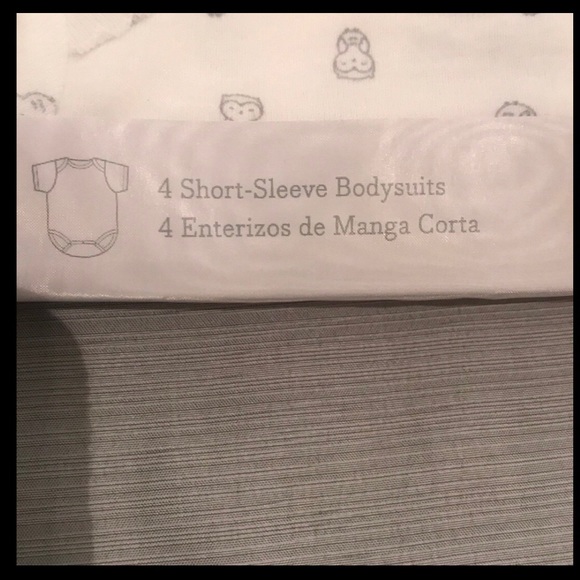 4 Short-Sleeve Bodysuits
4 Enterizos de Manga Corta